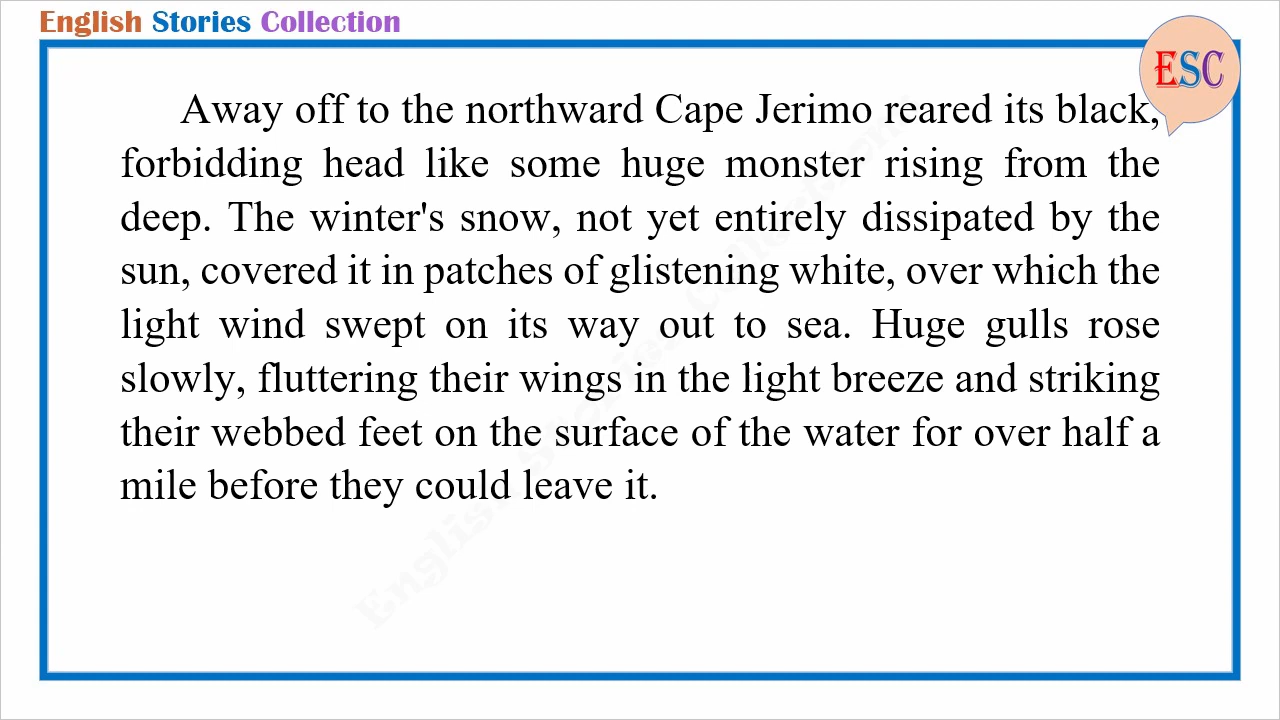 English Stories Collection
ESC
Away off to the northward Cape Jerimo reared its black,
forbidding head like some huge monster rising from the
deep. The winter's snow, not yet entirely dissipated by the
sun, covered it in patches of glistening white, over which the
light wind swept on its way out to sea. Huge gulls rose
slowly, fluttering their wings in the light breeze and striking
their webbed feet on the surface of the water for over half a
mile before they could leave it.